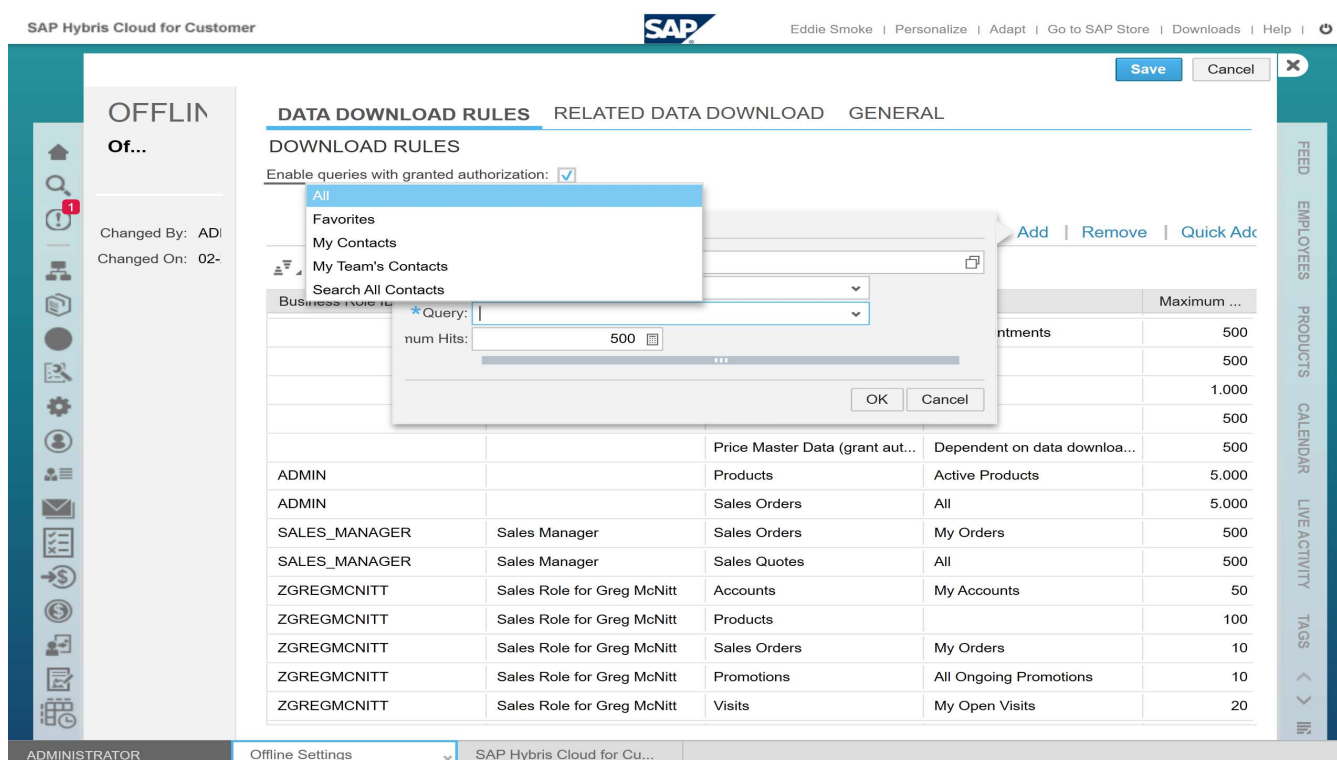 SAP Hybris Cloud for Customer
SAP
Eddie Smoke | Personalize | Adapt | Go to SAP Store | Downloads | Help |
Save Cancel
OFFLIN
Of...
Changed By: AD
Changed On: 02-
DATA DOWNLOAD RULES RELATED DATA DOWNLOAD GENERAL
DOWNLOAD RULES
Enable queries with granted authorization:
All
Favorites
My Contacts
My Team's Contacts
Search All Contacts
Add | Remove | Quick Add
*Query:
num Hits: 500
OK Cancel
Business Role ID Maximum ...
ntments 500
500
1.000
500
Price Master Data (grant aut... Dependent on data downloa... 500
ADMIN Products Active Products 5.000
ADMIN Sales Orders All 5.000
SALES_MANAGER Sales Manager Sales Orders My Orders 500
SALES_MANAGER Sales Manager Sales Quotes All 500
ZGREGMCNITT Sales Role for Greg McNitt Accounts My Accounts 50
ZGREGMCNITT Sales Role for Greg McNitt Products 100
ZGREGMCNITT Sales Role for Greg McNitt Sales Orders My Orders 10
ZGREGMCNITT Sales Role for Greg McNitt Promotions All Ongoing Promotions 10
ZGREGMCNITT Sales Role for Greg McNitt Visits My Open Visits 20
1
FEED
EMPLOYEES
PRODUCTS
CALENDAR
LIVE ACTIVITY
TAGS
ADMINISTRATOR Offline Settings SAP Hybris Cloud for Cu...